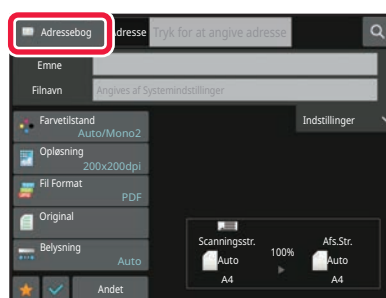 Adressebog
Adresse Tryk for at angive adresse
Emne
Filnavn Angives af Systemindstillinger
Farvetilstand
Auto/Mono2
Indstillinger
Opløsning
200x200dpi
Fil Format
PDF
Original
Belysning
Auto
Scanningsstr. 100% Afs.Str.
Auto Auto
A4 A4
Andet